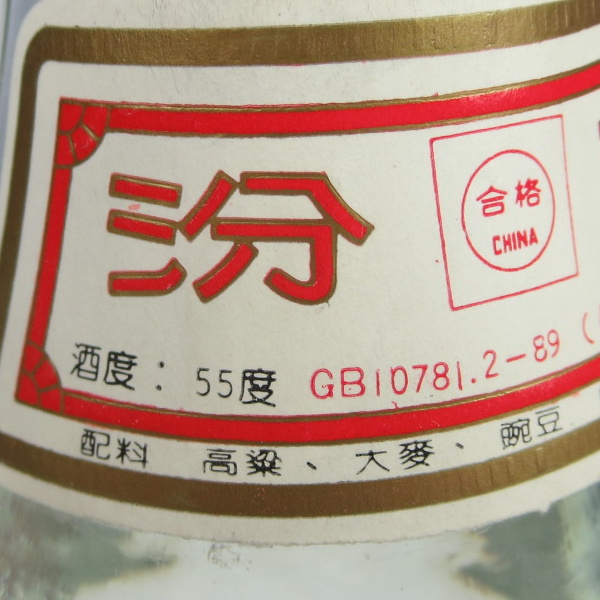 汾
合格
CHINA
酒度：55度 GB10781.2-89 (
配料 高粱、大麥、豌豆